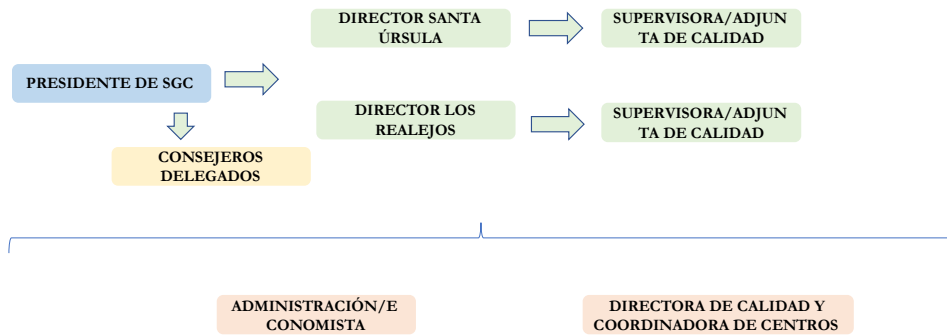 DIRECTOR SANTA
ÚRSULA
SUPERVISORA/ADJUN
TA DE CALIDAD
PRESIDENTE DE SGC
DIRECTOR LOS
REALEJOS
SUPERVISORA/ADJUN
TA DE CALIDAD
CONSEJEROS
DELEGADOS
ADMINISTRACIÓN/E
CONOMISTA
DIRECTORA DE CALIDAD Y
COORDINADORA DE CENTROS